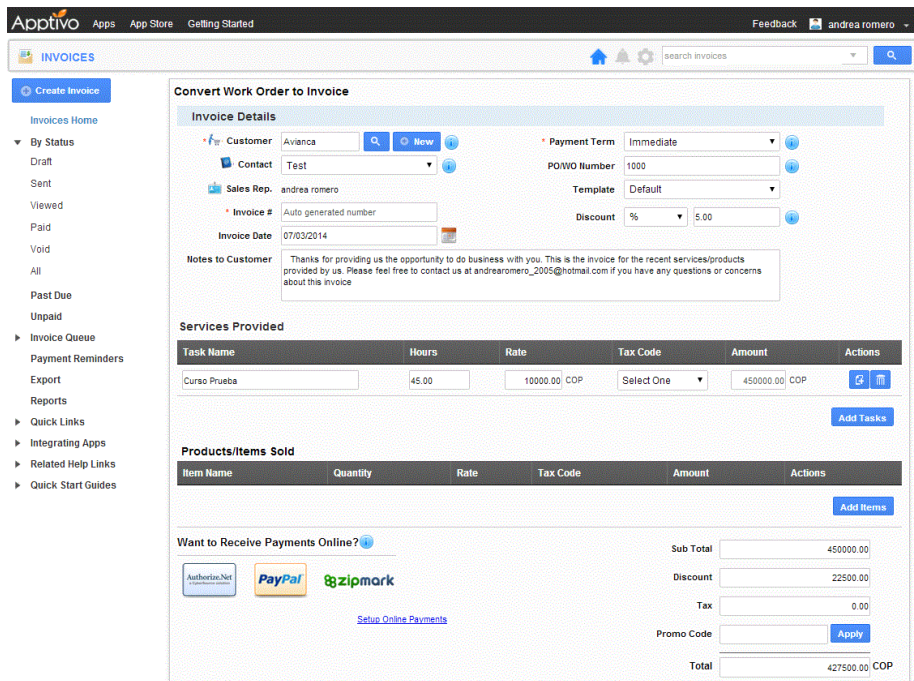 Apptivo Apps App Store Getting Started Feedback andrea romero
INVOICES search invoices
Create Invoice
Invoices Home
By Status
Draft
Sent
Viewed
Paid
Void
All
Past Due
Unpaid
Invoice Queue
Payment Reminders
Export
Reports
Quick Links
Integrating Apps
Related Help Links
Quick Start Guides
Convert Work Order to Invoice
Invoice Details
* Customer Avianca New * Payment Term Immediate
Contact Test PO/WO Number 1000
Sales Rep. andrea romero Template Default
* Invoice # Auto generated number Discount % 5.00
Invoice Date 07/03/2014
Notes to Customer Thanks for providing us the opportunity to do business with you. This is the invoice for the recent services/products
provided by us. Please feel free to contact us at andrearomero_2005@hotmail.com if you have any questions or concerns
about this invoice
Services Provided
Task Name Hours Rate Tax Code Amount Actions
Curso Prueba 45.00 10000.00 COP Select One 450000.00 COP
Add Tasks
Products/Items Sold
Item Name Quantity Rate Tax Code Amount Actions
Add Items
Want to Receive Payments Online?
Authorize.Net PayPal zipmark
Setup Online Payments
Sub Total 450000.00
Discount 22500.00
Tax 0.00
Promo Code Apply
Total 427500.00 COP